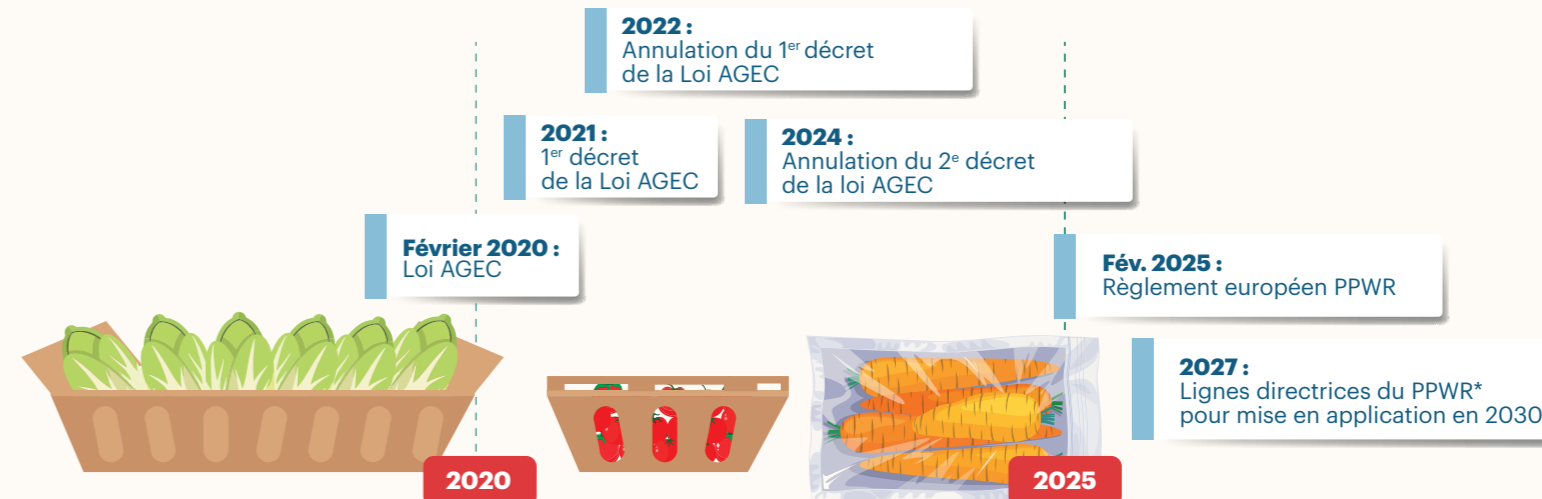 2022 :
Annulation du 1er décret
de la Loi AGEC
2021 :
1er décret
de la Loi AGEC
2024 :
Annulation du 2e décret
de la loi AGEC
Février 2020 :
Loi AGEC
Fév. 2025 :
Règlement européen PPWR
2027 :
Lignes directrices du PPWR*
pour mise en application en 2030
2020
2025